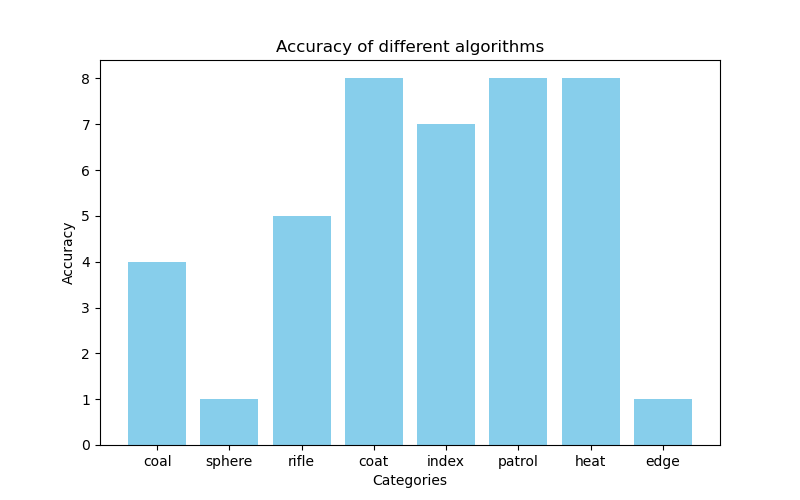 Accuracy of different algorithms
8
7
6
5
4
3
2
1
0
Accuracy
coal sphere rifle coat index patrol heat edge
Categories